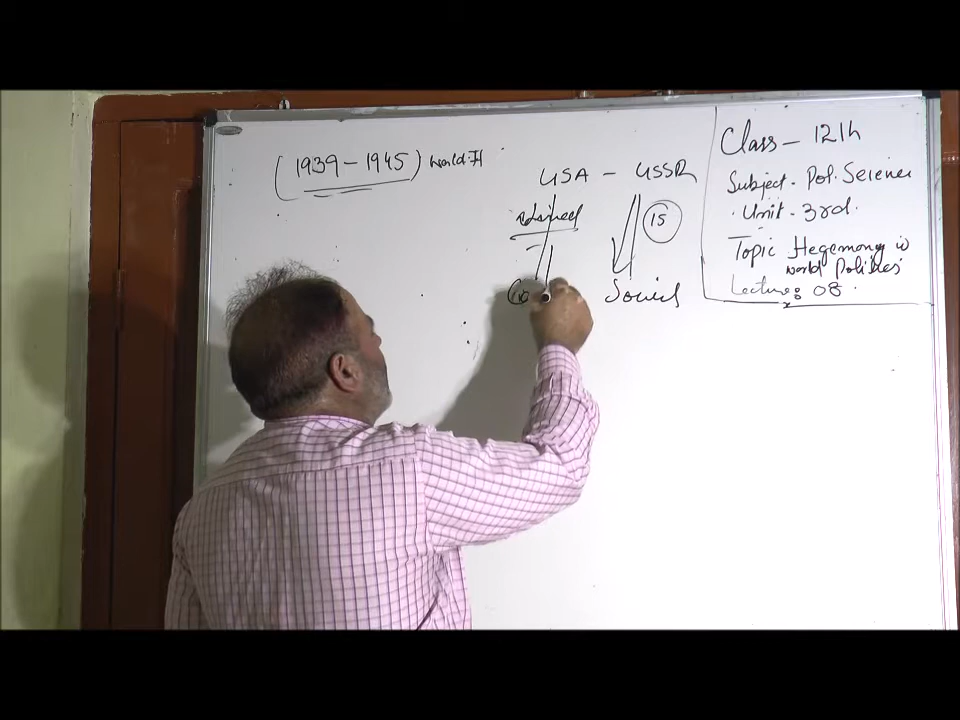 (1939-1945) World-II
USA - USSR
15
Socist
Class - 12th
Subject - Pol. Science
Unit - 3rd.
Topic Hegemony in
world Politics
Lecture: 08